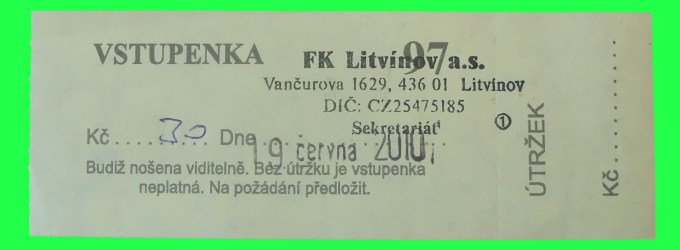 VSTUPENKA 97
FK Litvínov a.s.
Vančurova 1629, 436 01 Litvínov
DIČ: CZ25475185
Sekretariát
①
Kč ....30.... Dne ..............
19 června 2010
Budiž nošena viditelně. Bez útržku je vstupenka
neplatná. Na požádání předložit.
ÚTRŽEK
Kč ..............